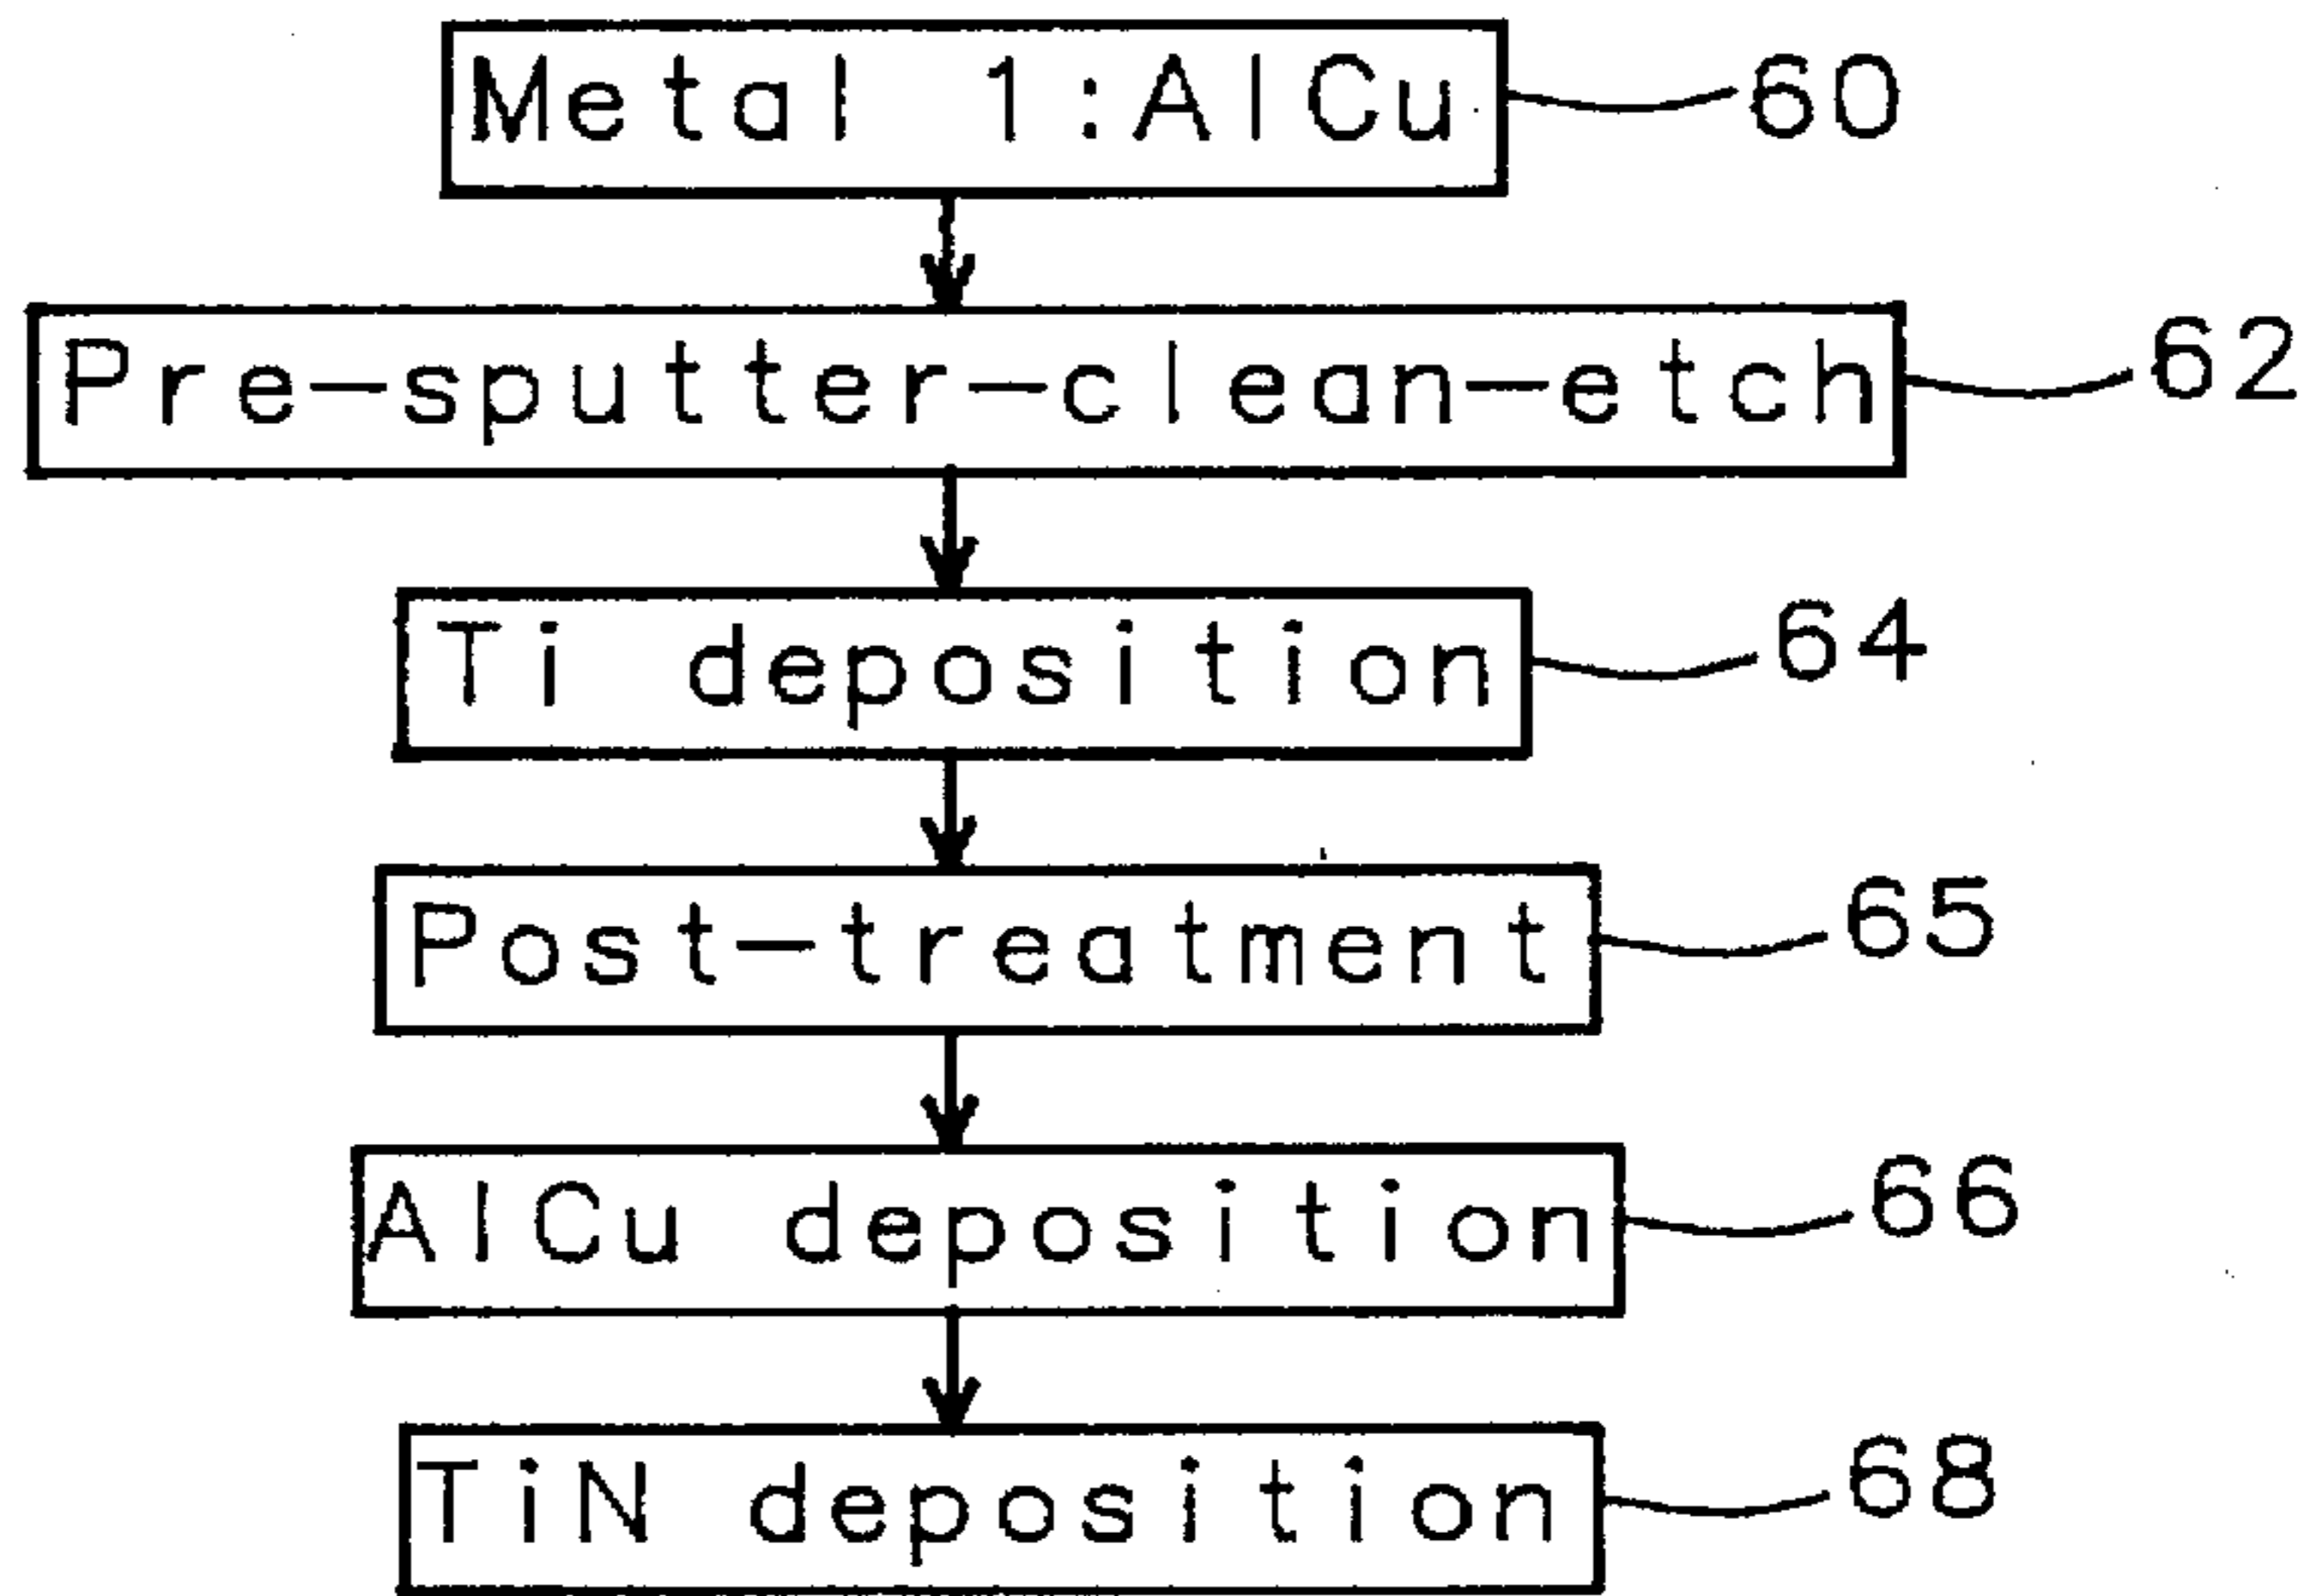 Metal 1:AlCu 60
Pre-sputter-clean-etch 62
Ti deposition 64
Post-treatment 65
AlCu deposition 66
TiN deposition 68